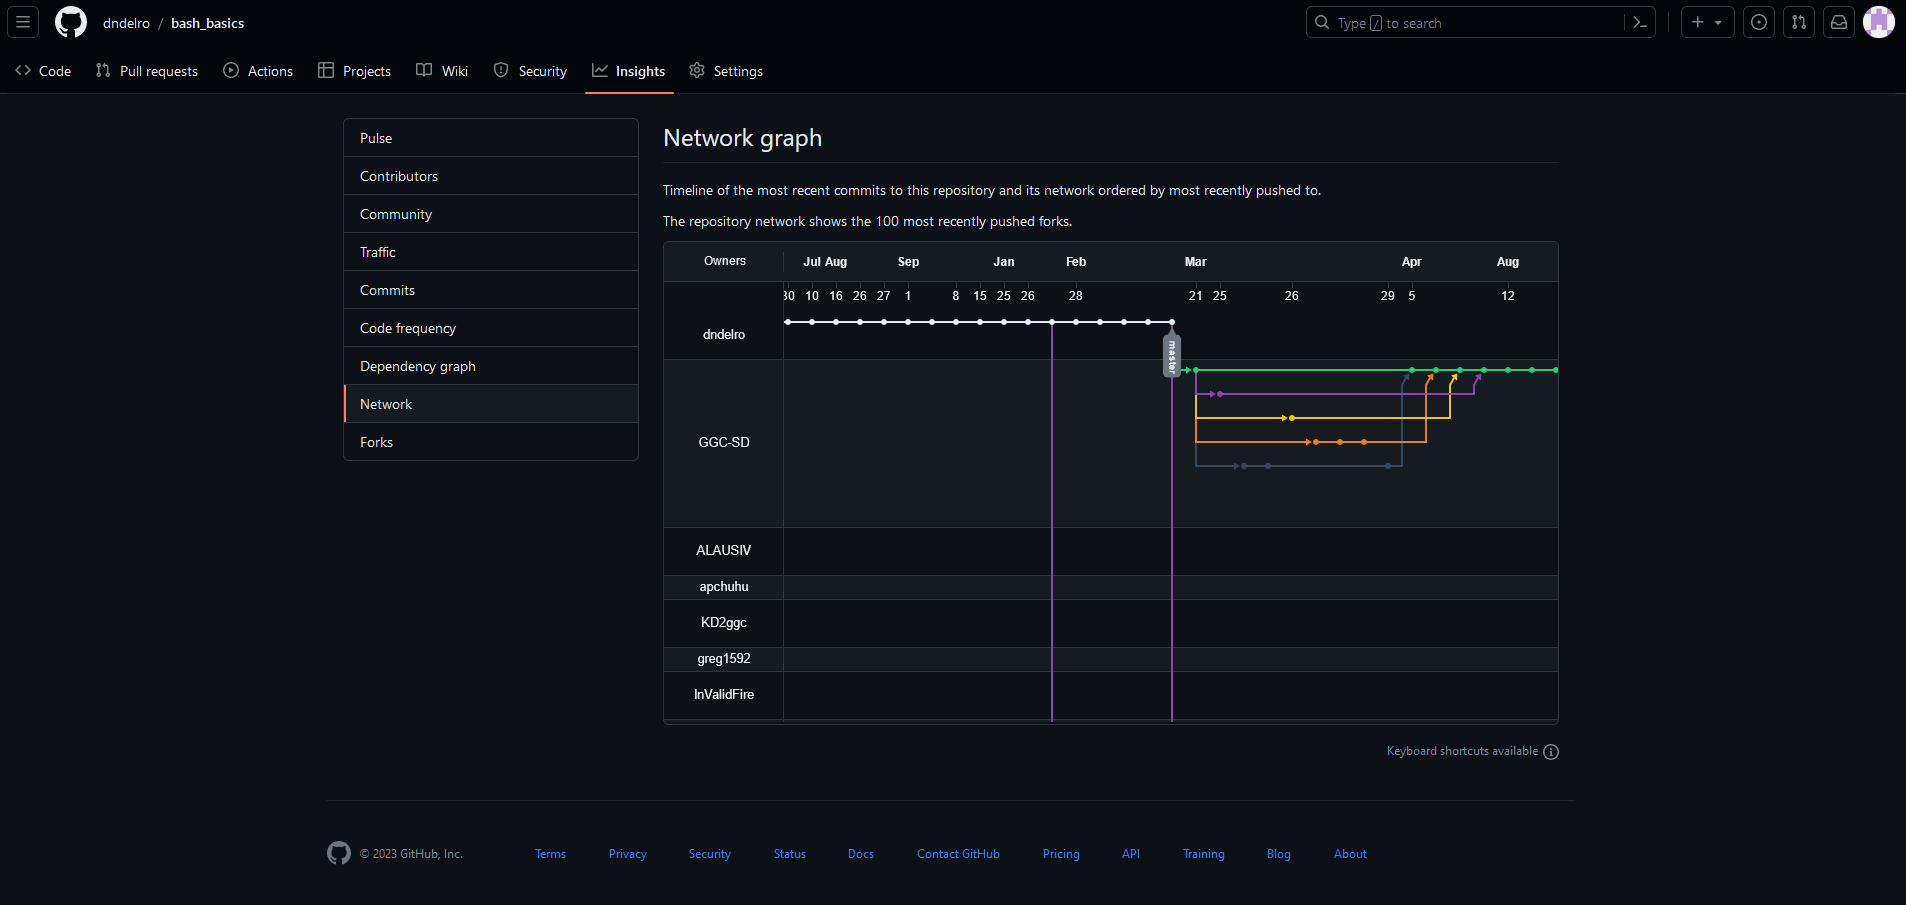 dndelro / bash_basics
Type / to search
Code Pull requests Actions Projects Wiki Security Insights Settings
Pulse
Contributors
Community
Traffic
Commits
Code frequency
Dependency graph
Network
Forks
Network graph
Timeline of the most recent commits to this repository and its network ordered by most recently pushed to.
The repository network shows the 100 most recently pushed forks.
Owners Jul Aug Sep Jan Feb Mar Apr Aug
30 10 16 26 27 1 8 15 25 26 28 21 25 26 29 5 12
dndelro
master
GGC-SD
ALAUSIV
apchuhu
KD2ggc
greg1592
InValidFire
Keyboard shortcuts available
© 2023 GitHub, Inc. Terms Privacy Security Status Docs Contact GitHub Pricing API Training Blog About